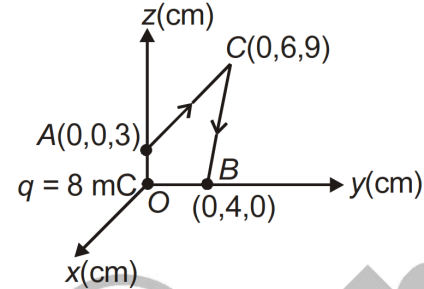 z(cm)
C(0,6,9)
A(0,0,3)
q = 8 mC
O
B
(0,4,0)
y(cm)
x(cm)